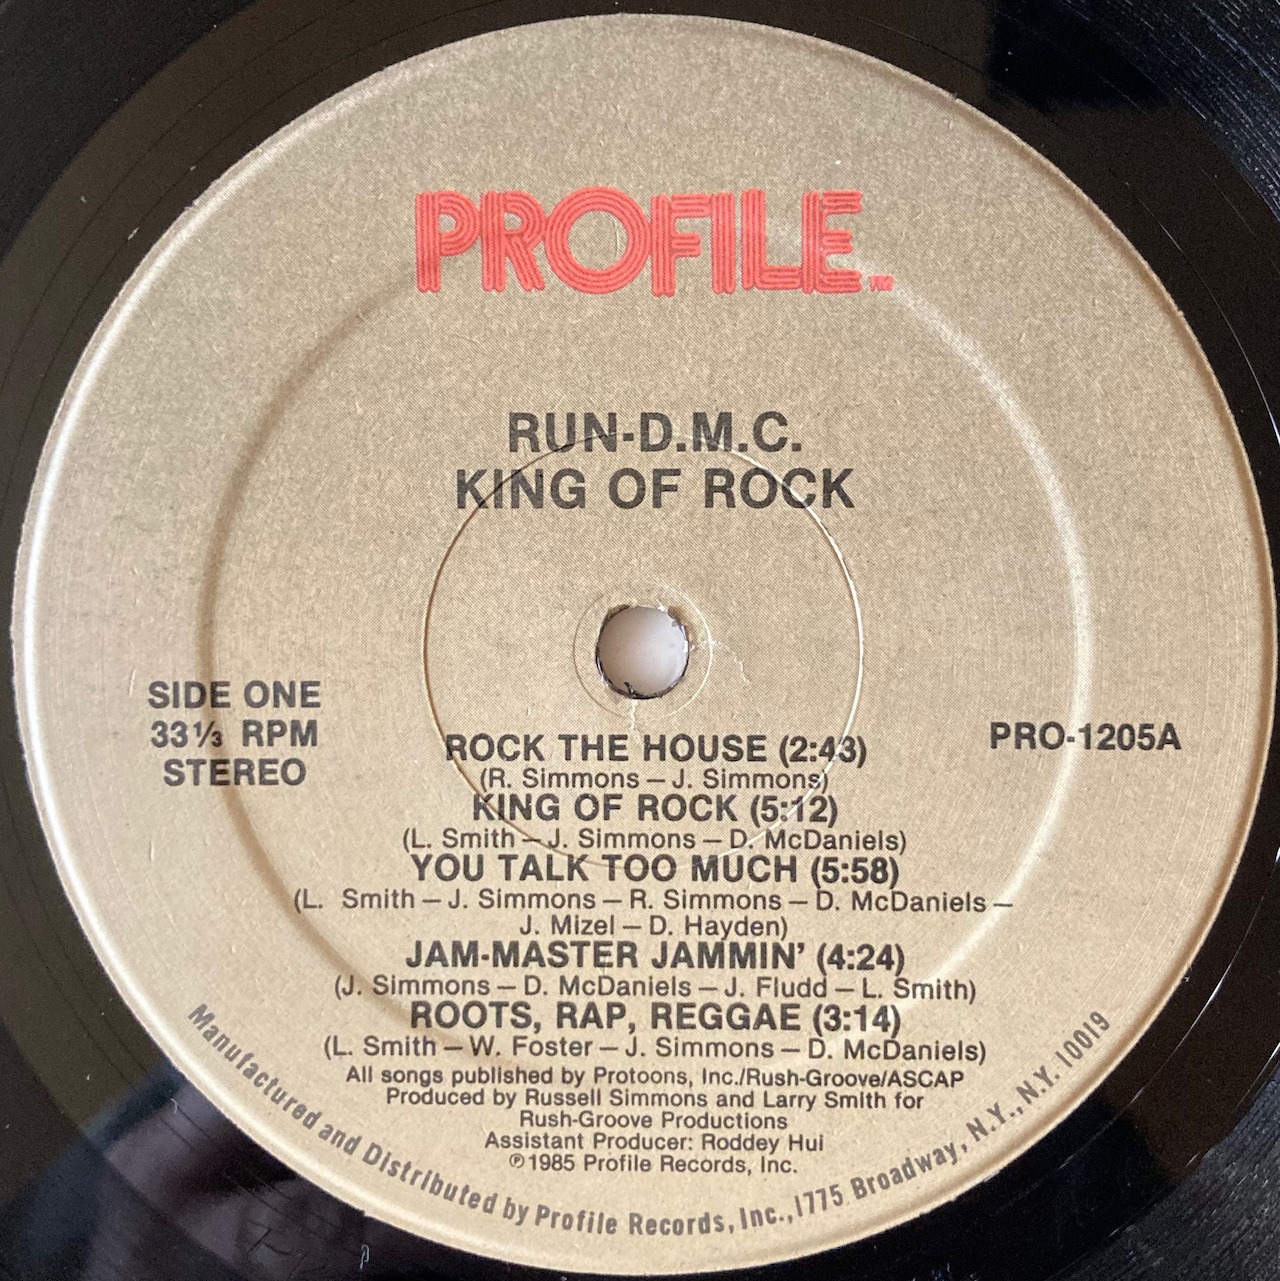 PROFILE™
RUN-D.M.C.
KING OF ROCK
SIDE ONE
33⅓ RPM
STEREO
PRO-1205A
ROCK THE HOUSE (2:43)
(R. Simmons – J. Simmons)
KING OF ROCK (5:12)
(L. Smith – J. Simmons – D. McDaniels)
YOU TALK TOO MUCH (5:58)
(L. Smith – J. Simmons – R. Simmons – D. McDaniels –
J. Mizel – D. Hayden)
JAM-MASTER JAMMIN' (4:24)
(J. Simmons – D. McDaniels – J. Fludd – L. Smith)
ROOTS, RAP, REGGAE (3:14)
(L. Smith – W. Foster – J. Simmons – D. McDaniels)
All songs published by Protoons, Inc./Rush-Groove/ASCAP
Produced by Russell Simmons and Larry Smith for
Rush-Groove Productions
Assistant Producer: Roddey Hui
℗1985 Profile Records, Inc.
Manufactured and Distributed by Profile Records, Inc., 1775 Broadway, N.Y., N.Y. 10019